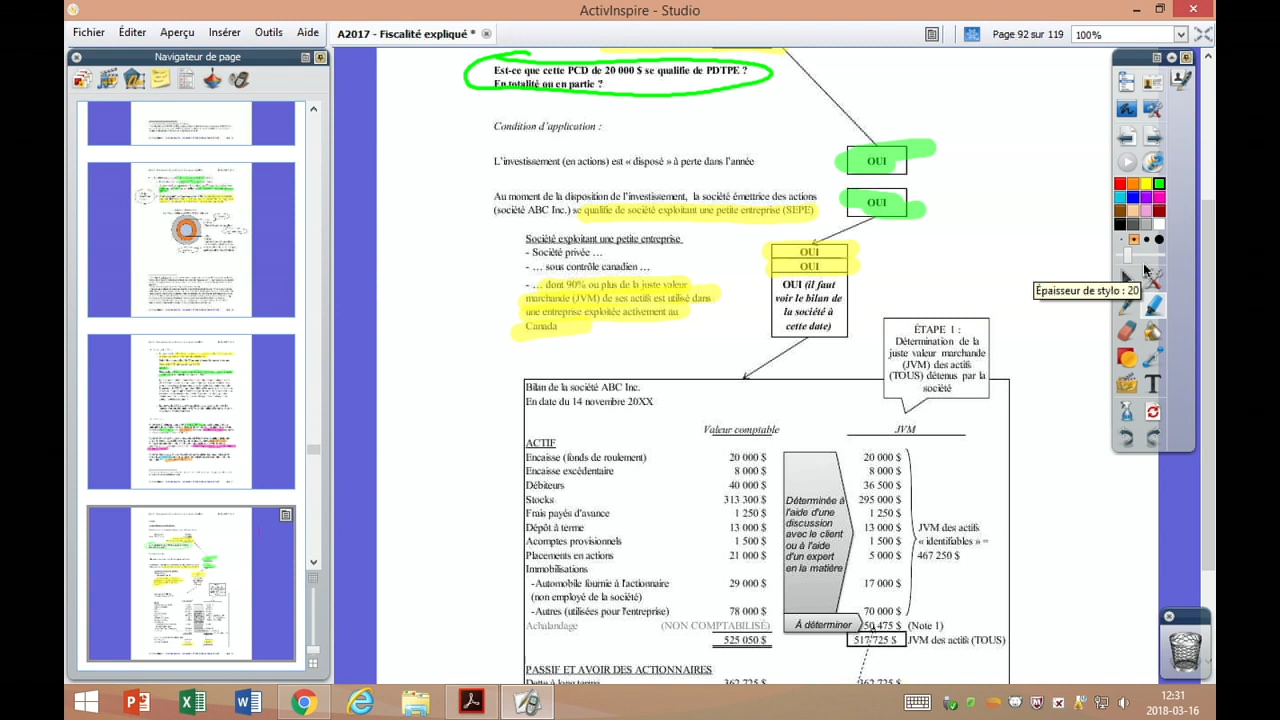 ActivInspire - Studio
Fichier Éditer Aperçu Insérer Outils Aide
A2017 - Fiscalité expliqué *
Page 92 sur 119
100%
Navigateur de page
Est-ce que cette PCD de 20 000 $ se qualifie de PDTPE ?
En totalité ou en partie ?
Condition d'application :
L'investissement (en actions) est « disposé » à perte dans l'année
OUI
Au moment de la disposition de l'investissement, la société émettrice des actions
(société ABC Inc.) se qualifie de société exploitant une petite entreprise (SEPE)
OUI
Société exploitant une petite entreprise
- Société privée …
OUI
- … sous contrôle canadien …
OUI
- … dont 90% ou plus de la juste valeur
marchande (JVM) de ses actifs est utilisé dans
une entreprise exploitée activement au
Canada
OUI (il faut
voir le bilan de
la société à
cette date)
Épaisseur de stylo : 20
ÉTAPE 1 :
Détermination de la
juste valeur marchande
(JVM) des actifs
(TOUS) détenus par la
société
Bilan de la société ABC Inc.
En date du 14 novembre 20XX
Valeur comptable JVM
ACTIF
Encaisse (fonds de roulement) 20 000 $ 20 000 $
Encaisse excédentaire 8 000 $ 8 000 $
Débiteurs 40 000 $ 36 500 $
Stocks 313 300 $ 295 000 $
Frais payés d'avance 1 250 $ 1 250 $
Dépôt à terme 13 000 $ 13 000 $
Acomptes provisionnels 1 500 $ 1 500 $
Placements en actions 21 000 $ 5 000 $
Immobilisations
-Automobile fournie à l'actionnaire 29 000 $ 17 000 $
(non employé de la société)
-Autres (utilisées pour l'entreprise) 78 000 $ 70 000 $
Achalandage (NON COMPTABILISÉ) 50 475 $ (Note 1)
525 050 $ 517 725 $ JVM des actifs (TOUS)
Déterminée à
l'aide d'une
discussion
avec le client
ou à l'aide
d'un expert
en la matière
À déterminer
JVM des actifs
« identifiables » =
467 250 $
PASSIF ET AVOIR DES ACTIONNAIRES
Dette à long terme 362 725 $ 362 725 $
12:31
2018-03-16